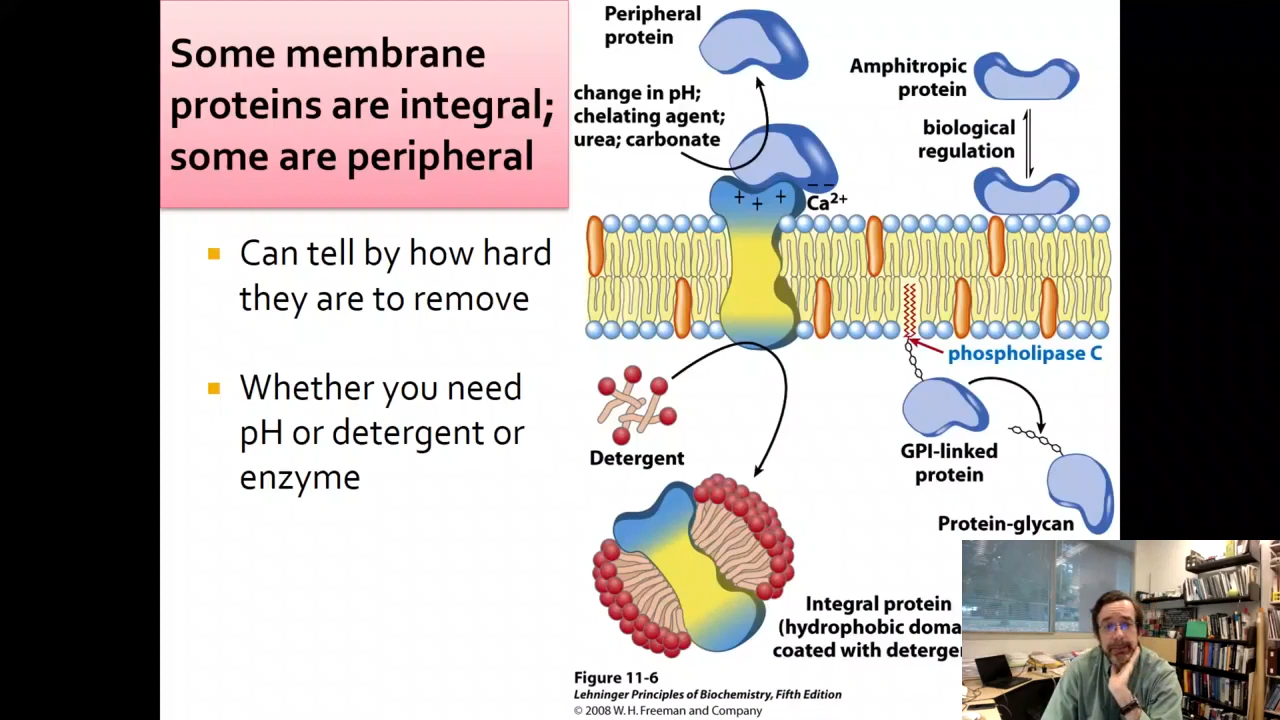 Some membrane
proteins are integral;
some are peripheral
Can tell by how hard
they are to remove
Whether you need
pH or detergent or
enzyme
Peripheral
protein
change in pH;
chelating agent;
urea; carbonate
Amphitropic
protein
biological
regulation
+ + +
− −
Ca2+
phospholipase C
Detergent
GPI-linked
protein
Protein-glycan
Integral protein
(hydrophobic doma
coated with deterge
Figure 11-6
Lehninger Principles of Biochemistry, Fifth Edition
© 2008 W. H. Freeman and Company